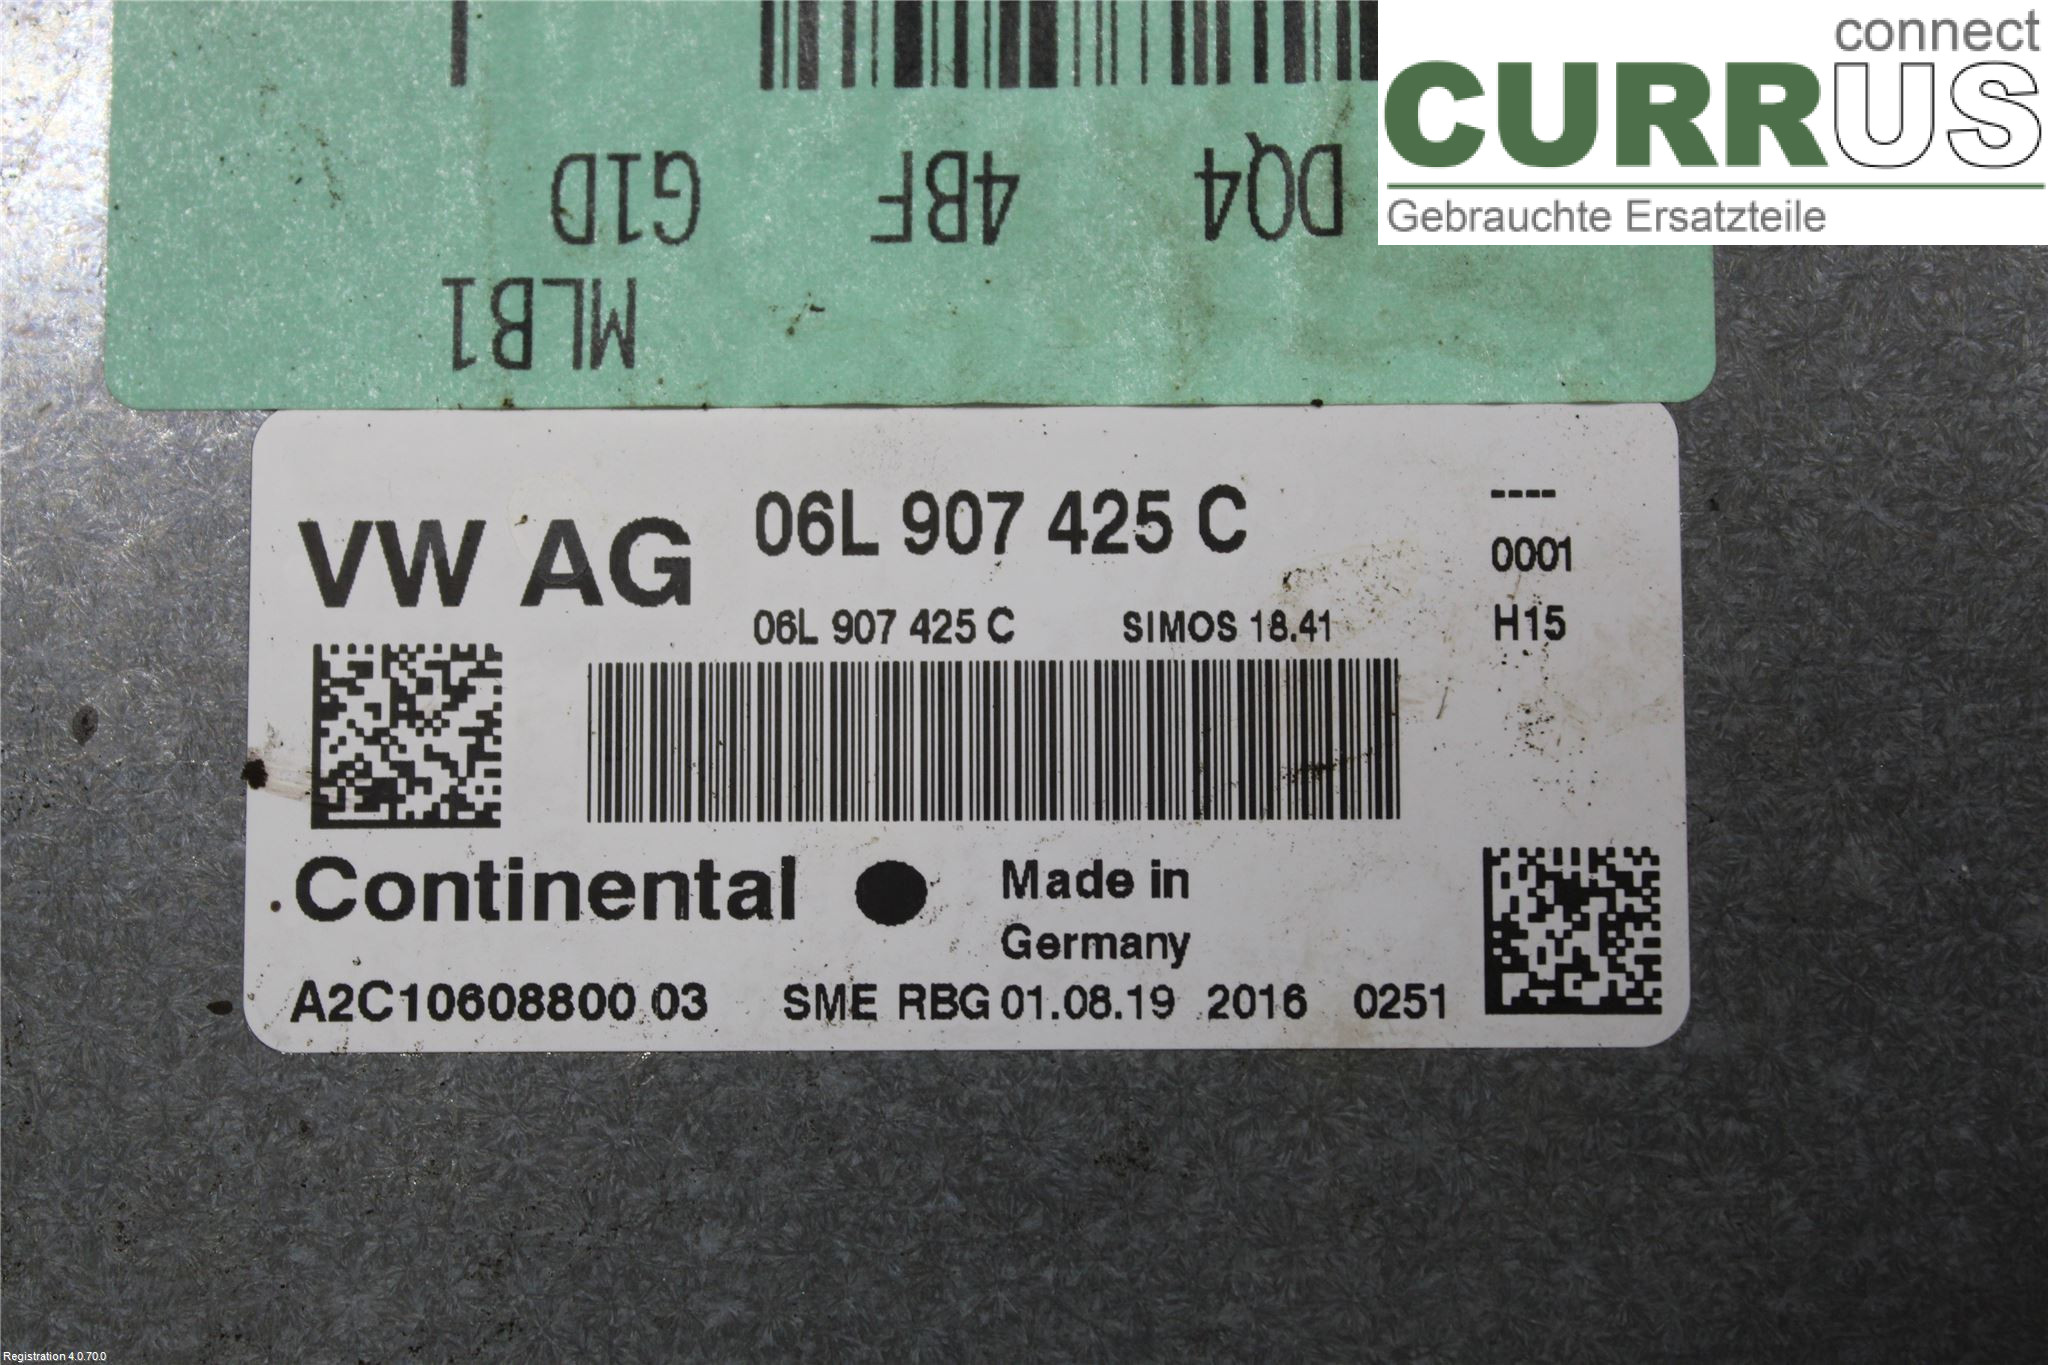 connect
CURRUS
Gebrauchte Ersatzteile
G1D 4BF DQ4
MLB1
VW AG
06L 907 425 C
----
0001
06L 907 425 C SIMOS 18.41
H15
Continental
Made in
Germany
A2C10608800 03 SME RBG 01.08.19 2016 0251
Registration 4.0.70.0